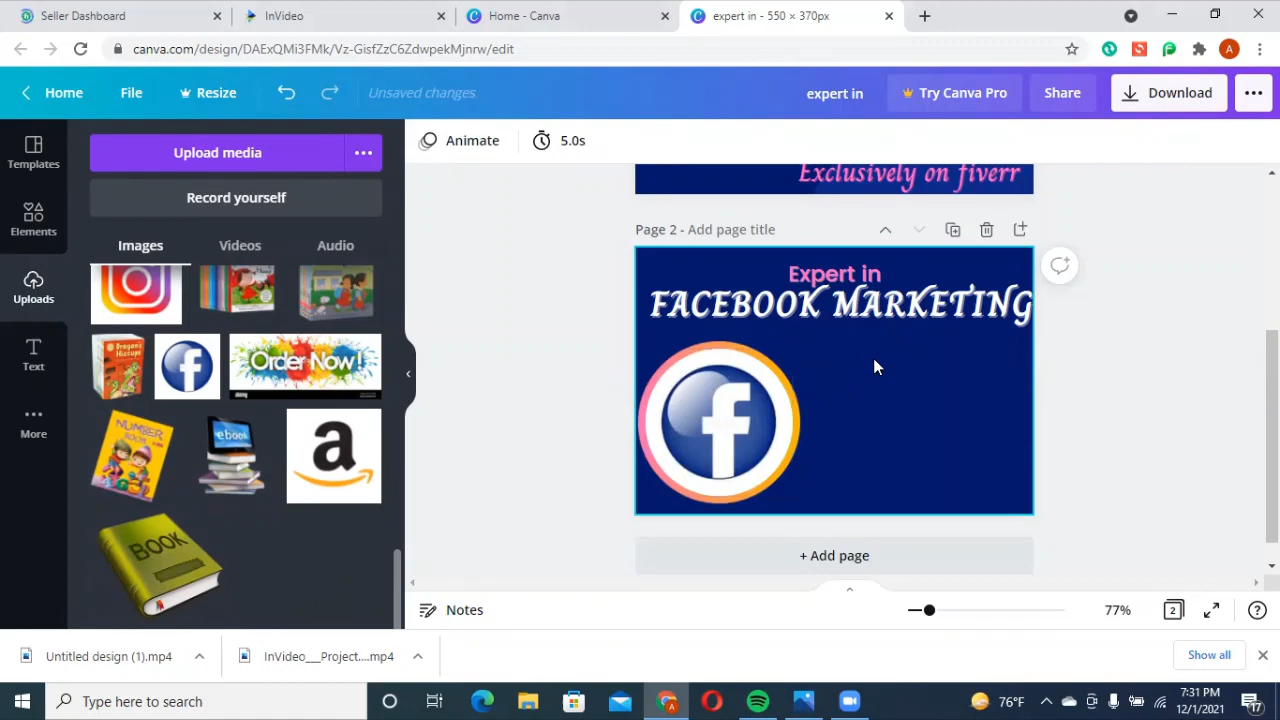 Seller Dashboard
InVideo
Home - Canva
expert in - 550 × 370px
canva.com/design/DAExQMi3FMk/Vz-GisfZzC6ZdwpekMjnrw/edit
A
Home
File
Resize
Unsaved changes
expert in
Try Canva Pro
Share
Download
Templates
Elements
Uploads
Text
More
Upload media
Record yourself
Images
Videos
Audio
Order Now!
NUMBER
ebook
a
BOOK
Animate
5.0s
Exclusively on fiverr
Page 2 - Add page title
Expert in
FACEBOOK MARKETING
f
+ Add page
Notes
77%
2
Untitled design (1).mp4
InVideo___Project....mp4
Show all
Type here to search
76°F
7:31 PM
12/1/2021
17